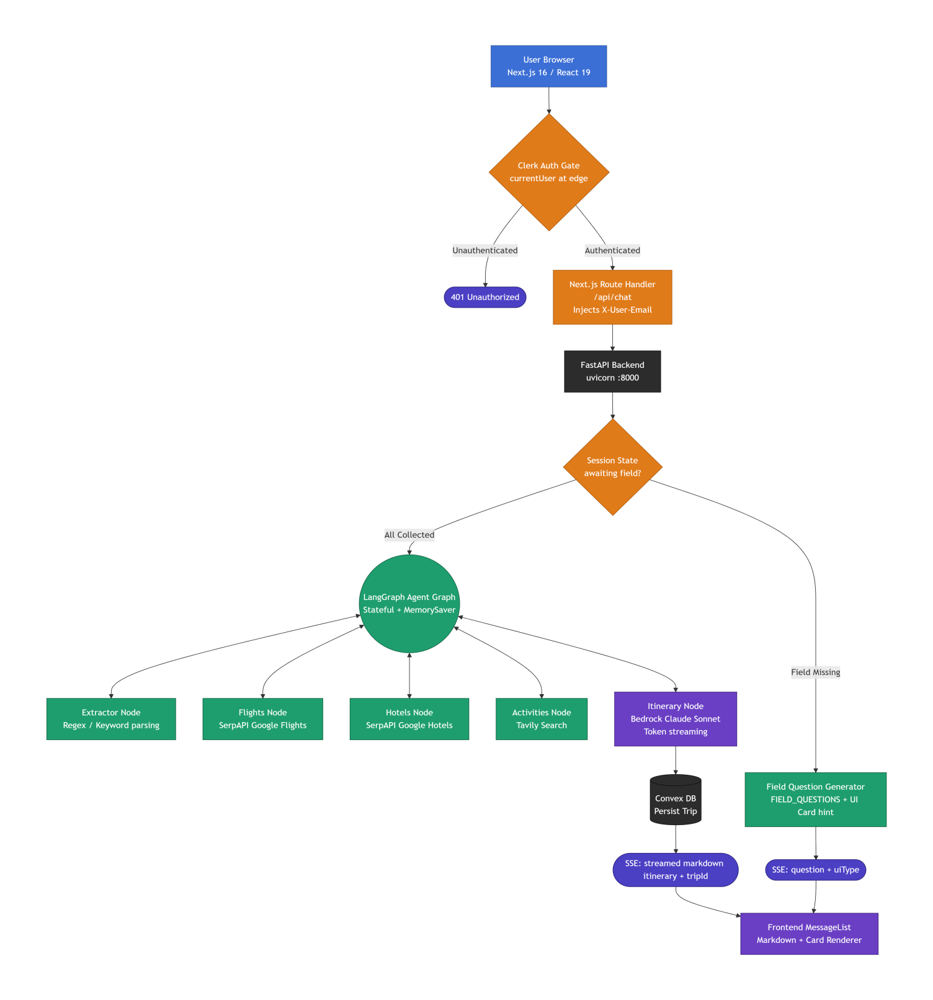 User Browser
Next.js 16 / React 19
Clerk Auth Gate
currentUser at edge
Unauthenticated
Authenticated
401 Unauthorized
Next.js Route Handler
/api/chat
Injects X-User-Email
FastAPI Backend
uvicorn :8000
Session State
awaiting field?
All Collected
LangGraph Agent Graph
Stateful + MemorySaver
Field Missing
Extractor Node
Regex / Keyword parsing
Flights Node
SerpAPI Google Flights
Hotels Node
SerpAPI Google Hotels
Activities Node
Tavily Search
Itinerary Node
Bedrock Claude Sonnet
Token streaming
Convex DB
Persist Trip
Field Question Generator
FIELD_QUESTIONS + UI
Card hint
SSE: streamed markdown
itinerary + tripId
SSE: question + uiType
Frontend MessageList
Markdown + Card Renderer